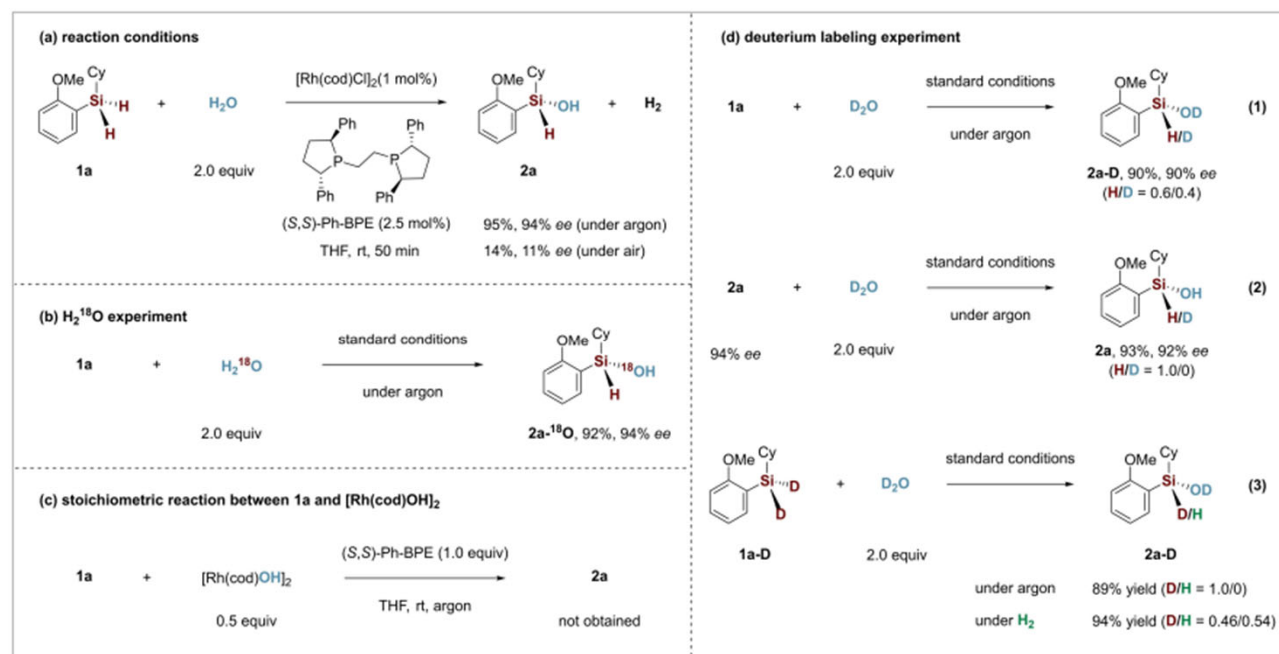 (a) reaction conditions
OMe Cy
Si H
H
1a
+
H₂O
2.0 equiv
[Rh(cod)Cl]₂(1 mol%)
Ph Ph
P P
Ph Ph
(S,S)-Ph-BPE (2.5 mol%)
THF, rt, 50 min
OMe Cy
Si OH
H
+ H₂
2a
95%, 94% ee (under argon)
14%, 11% ee (under air)
(b) H₂¹⁸O experiment
1a + H₂¹⁸O
2.0 equiv
standard conditions
under argon
OMe Cy
Si ¹⁸OH
H
2a-¹⁸O, 92%, 94% ee
(c) stoichiometric reaction between 1a and [Rh(cod)OH]₂
1a + [Rh(cod)OH]₂
0.5 equiv
(S,S)-Ph-BPE (1.0 equiv)
THF, rt, argon
2a
not obtained
(d) deuterium labeling experiment
1a + D₂O
2.0 equiv
standard conditions
under argon
OMe Cy
Si OD
H/D
(1)
2a-D, 90%, 90% ee
(H/D = 0.6/0.4)
2a + D₂O
94% ee
2.0 equiv
standard conditions
under argon
OMe Cy
Si OH
H/D
(2)
2a, 93%, 92% ee
(H/D = 1.0/0)
OMe Cy
Si D
D
1a-D
+ D₂O
2.0 equiv
standard conditions
OMe Cy
Si OD
D/H
(3)
2a-D
under argon 89% yield (D/H = 1.0/0)
under H₂ 94% yield (D/H = 0.46/0.54)